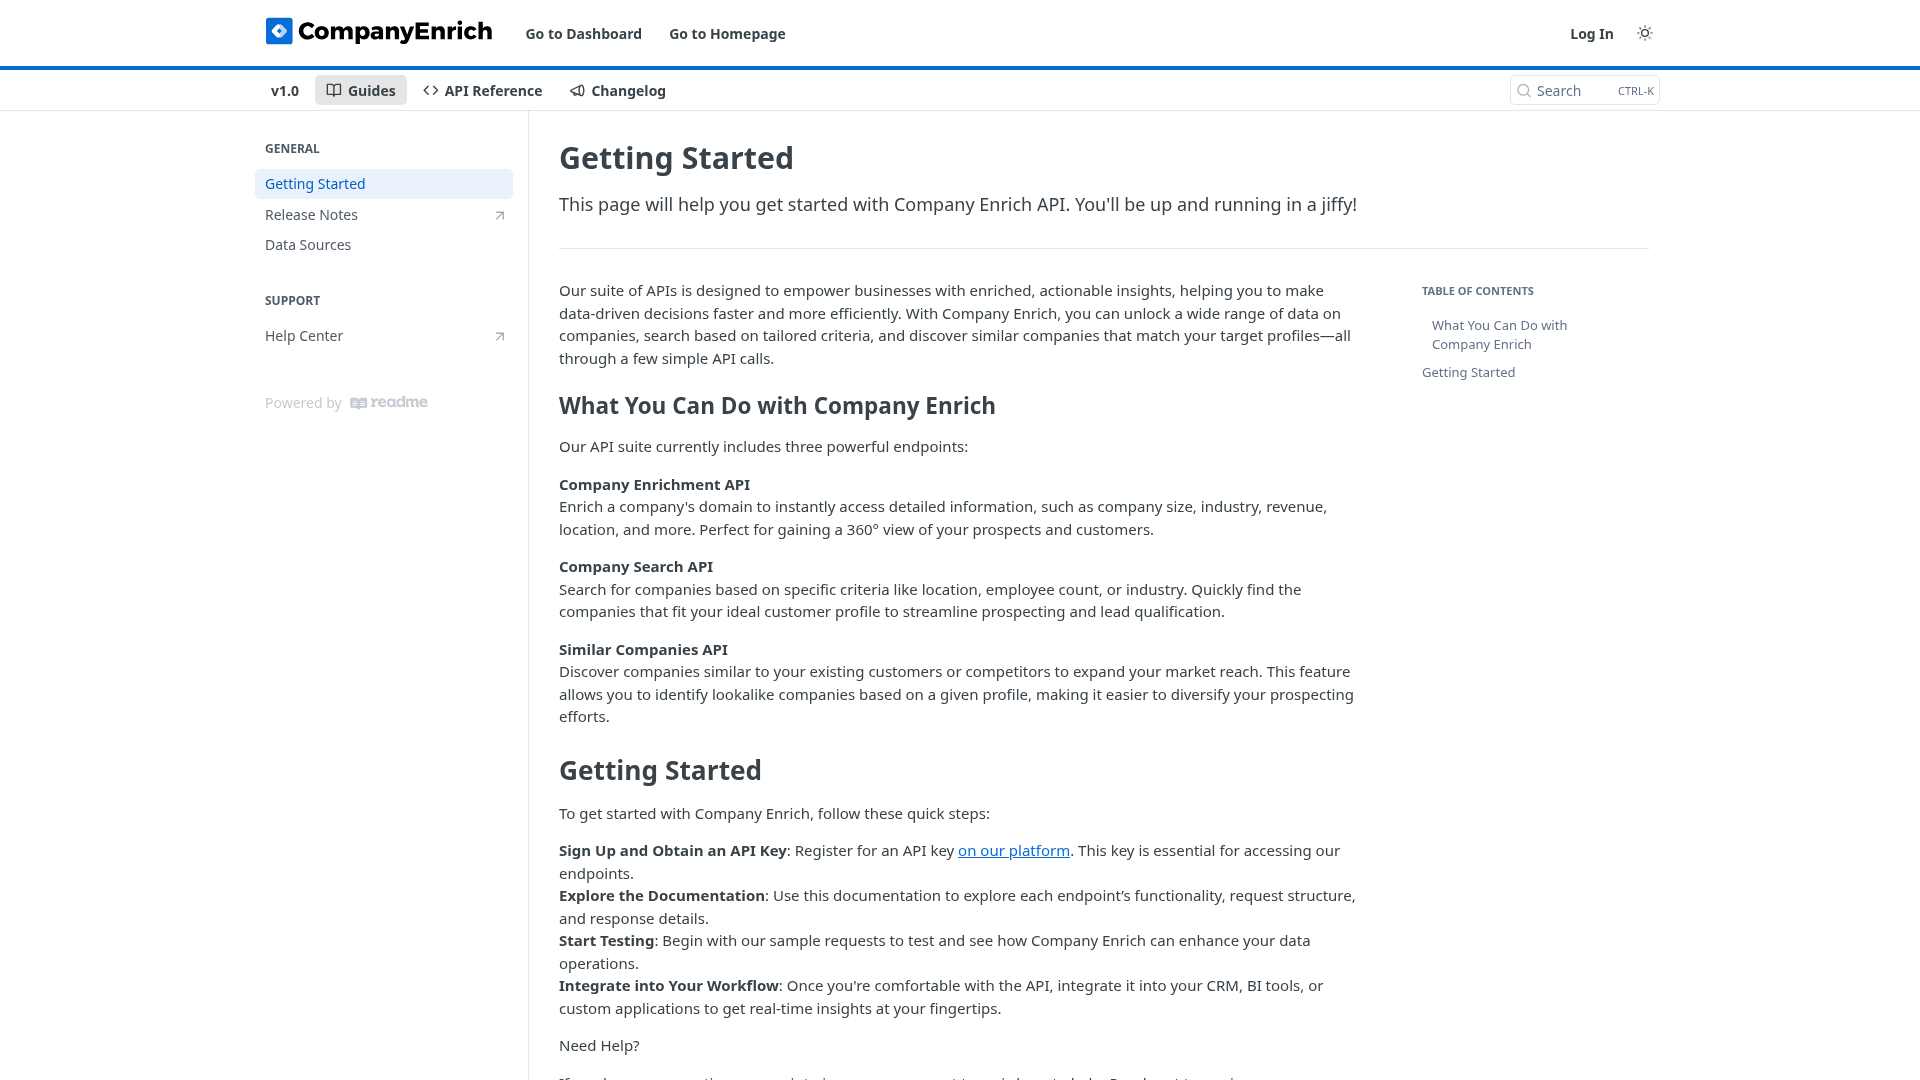 CompanyEnrich
Go to Dashboard
Go to Homepage
Log In
v1.0
Guides
API Reference
Changelog
Search
CTRL-K
GENERAL
Getting Started
Release Notes
Data Sources
SUPPORT
Help Center
Powered by readme
Getting Started
This page will help you get started with Company Enrich API. You'll be up and running in a jiffy!
Our suite of APIs is designed to empower businesses with enriched, actionable insights, helping you to make
data-driven decisions faster and more efficiently. With Company Enrich, you can unlock a wide range of data on
companies, search based on tailored criteria, and discover similar companies that match your target profiles—all
through a few simple API calls.
What You Can Do with Company Enrich
Our API suite currently includes three powerful endpoints:
Company Enrichment API
Enrich a company's domain to instantly access detailed information, such as company size, industry, revenue,
location, and more. Perfect for gaining a 360° view of your prospects and customers.
Company Search API
Search for companies based on specific criteria like location, employee count, or industry. Quickly find the
companies that fit your ideal customer profile to streamline prospecting and lead qualification.
Similar Companies API
Discover companies similar to your existing customers or competitors to expand your market reach. This feature
allows you to identify lookalike companies based on a given profile, making it easier to diversify your prospecting
efforts.
Getting Started
To get started with Company Enrich, follow these quick steps:
Sign Up and Obtain an API Key: Register for an API key on our platform. This key is essential for accessing our
endpoints.
Explore the Documentation: Use this documentation to explore each endpoint’s functionality, request structure,
and response details.
Start Testing: Begin with our sample requests to test and see how Company Enrich can enhance your data
operations.
Integrate into Your Workflow: Once you're comfortable with the API, integrate it into your CRM, BI tools, or
custom applications to get real-time insights at your fingertips.
Need Help?
TABLE OF CONTENTS
What You Can Do with
Company Enrich
Getting Started